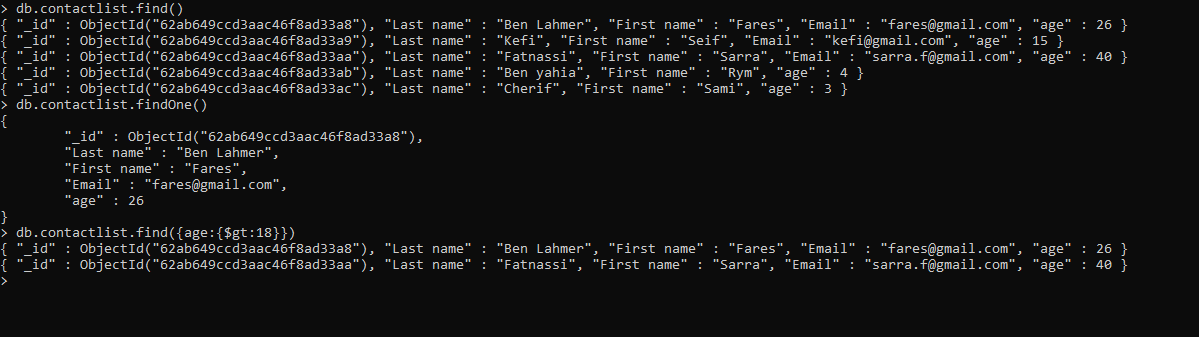 > db.contactlist.find()
{ "_id" : ObjectId("62ab649ccd3aac46f8ad33a8"), "Last name" : "Ben Lahmer", "First name" : "Fares", "Email" : "fares@gmail.com", "age" : 26 }
{ "_id" : ObjectId("62ab649ccd3aac46f8ad33a9"), "Last name" : "Kefi", "First name" : "Seif", "Email" : "kefi@gmail.com", "age" : 15 }
{ "_id" : ObjectId("62ab649ccd3aac46f8ad33aa"), "Last name" : "Fatnassi", "First name" : "Sarra", "Email" : "sarra.f@gmail.com", "age" : 40 }
{ "_id" : ObjectId("62ab649ccd3aac46f8ad33ab"), "Last name" : "Ben yahia", "First name" : "Rym", "age" : 4 }
{ "_id" : ObjectId("62ab649ccd3aac46f8ad33ac"), "Last name" : "Cherif", "First name" : "Sami", "age" : 3 }
> db.contactlist.findOne()
{
        "_id" : ObjectId("62ab649ccd3aac46f8ad33a8"),
        "Last name" : "Ben Lahmer",
        "First name" : "Fares",
        "Email" : "fares@gmail.com",
        "age" : 26
}
> db.contactlist.find({age:{$gt:18}})
{ "_id" : ObjectId("62ab649ccd3aac46f8ad33a8"), "Last name" : "Ben Lahmer", "First name" : "Fares", "Email" : "fares@gmail.com", "age" : 26 }
{ "_id" : ObjectId("62ab649ccd3aac46f8ad33aa"), "Last name" : "Fatnassi", "First name" : "Sarra", "Email" : "sarra.f@gmail.com", "age" : 40 }
>